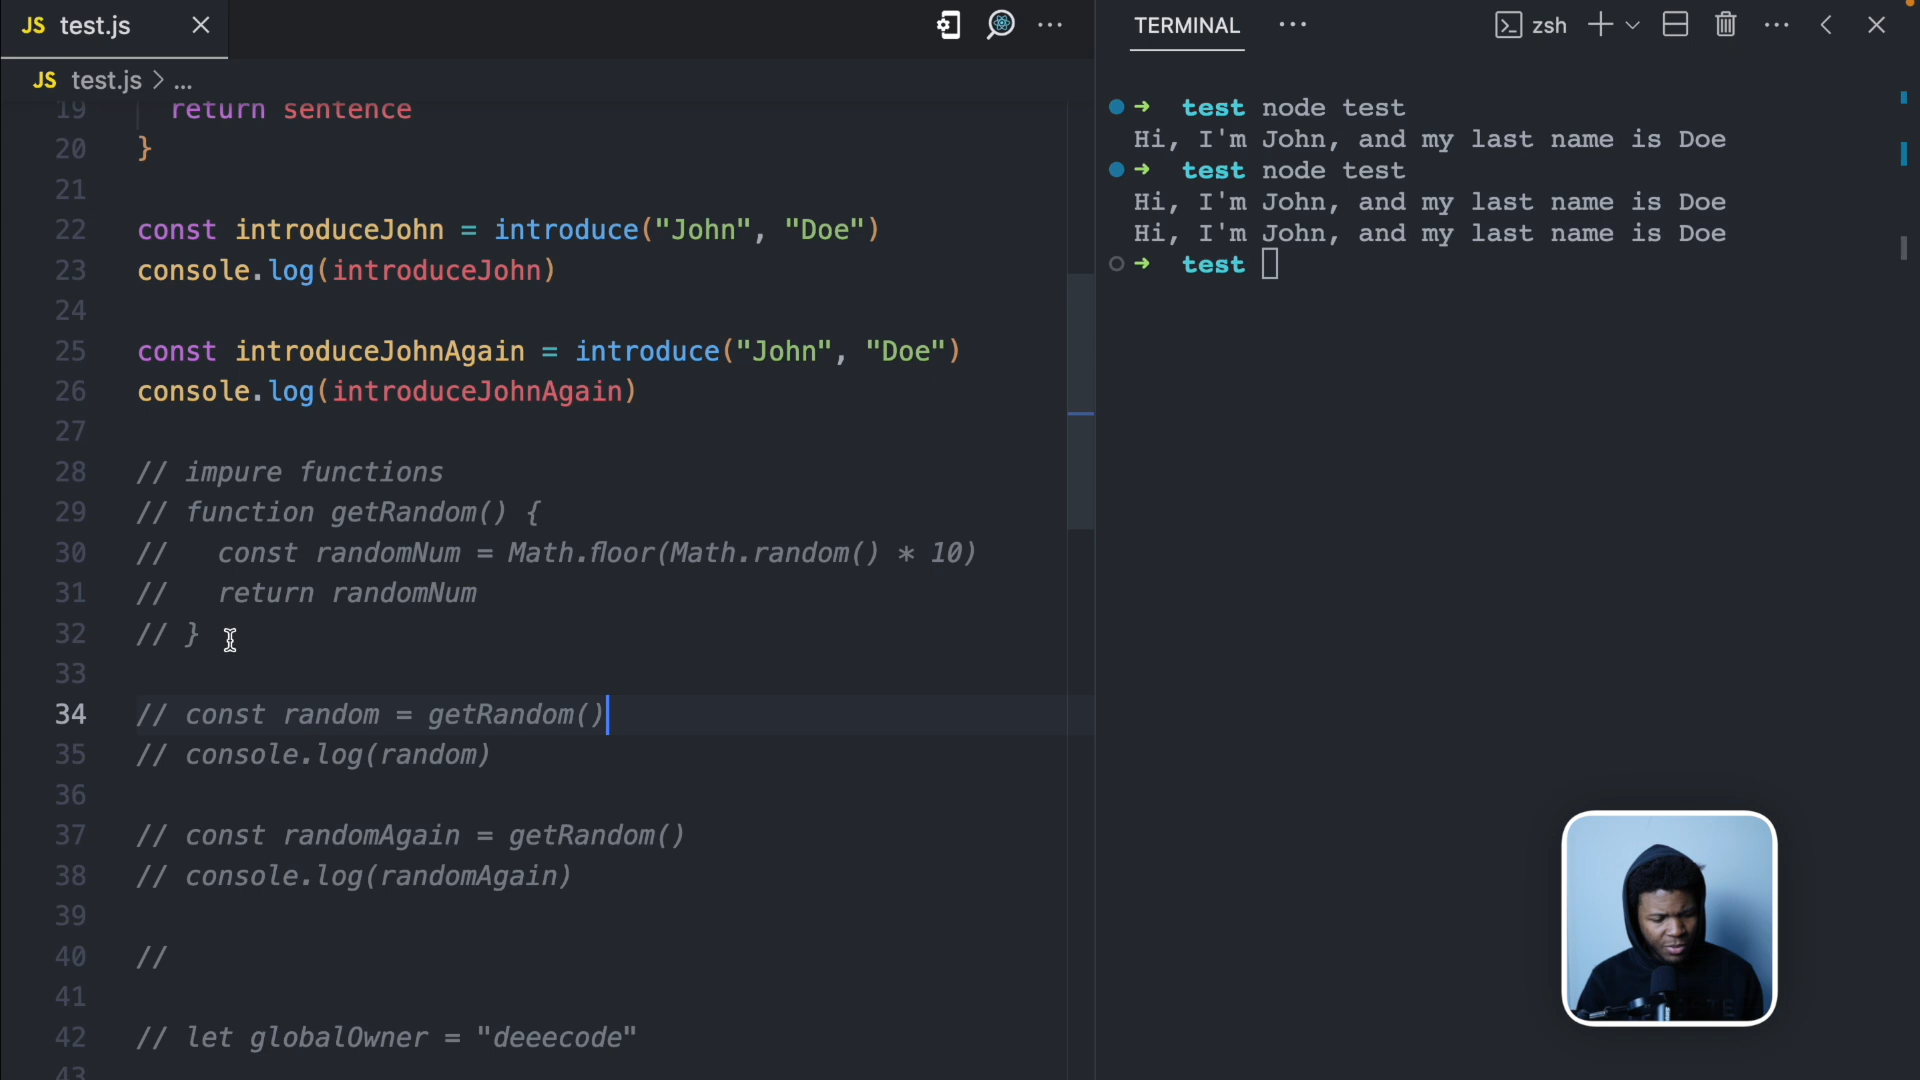 JS test.js
JS test.js > ...
19 return sentence
20 }
21
22 const introduceJohn = introduce("John", "Doe")
23 console.log(introduceJohn)
24
25 const introduceJohnAgain = introduce("John", "Doe")
26 console.log(introduceJohnAgain)
27
28 // impure functions
29 // function getRandom() {
30 //   const randomNum = Math.floor(Math.random() * 10)
31 //   return randomNum
32 // }
33
34 // const random = getRandom()
35 // console.log(random)
36
37 // const randomAgain = getRandom()
38 // console.log(randomAgain)
39
40 //
41
42 // let globalOwner = "deeecode"
43
TERMINAL ... zsh
➜ test node test
Hi, I'm John, and my last name is Doe
➜ test node test
Hi, I'm John, and my last name is Doe
Hi, I'm John, and my last name is Doe
➜ test